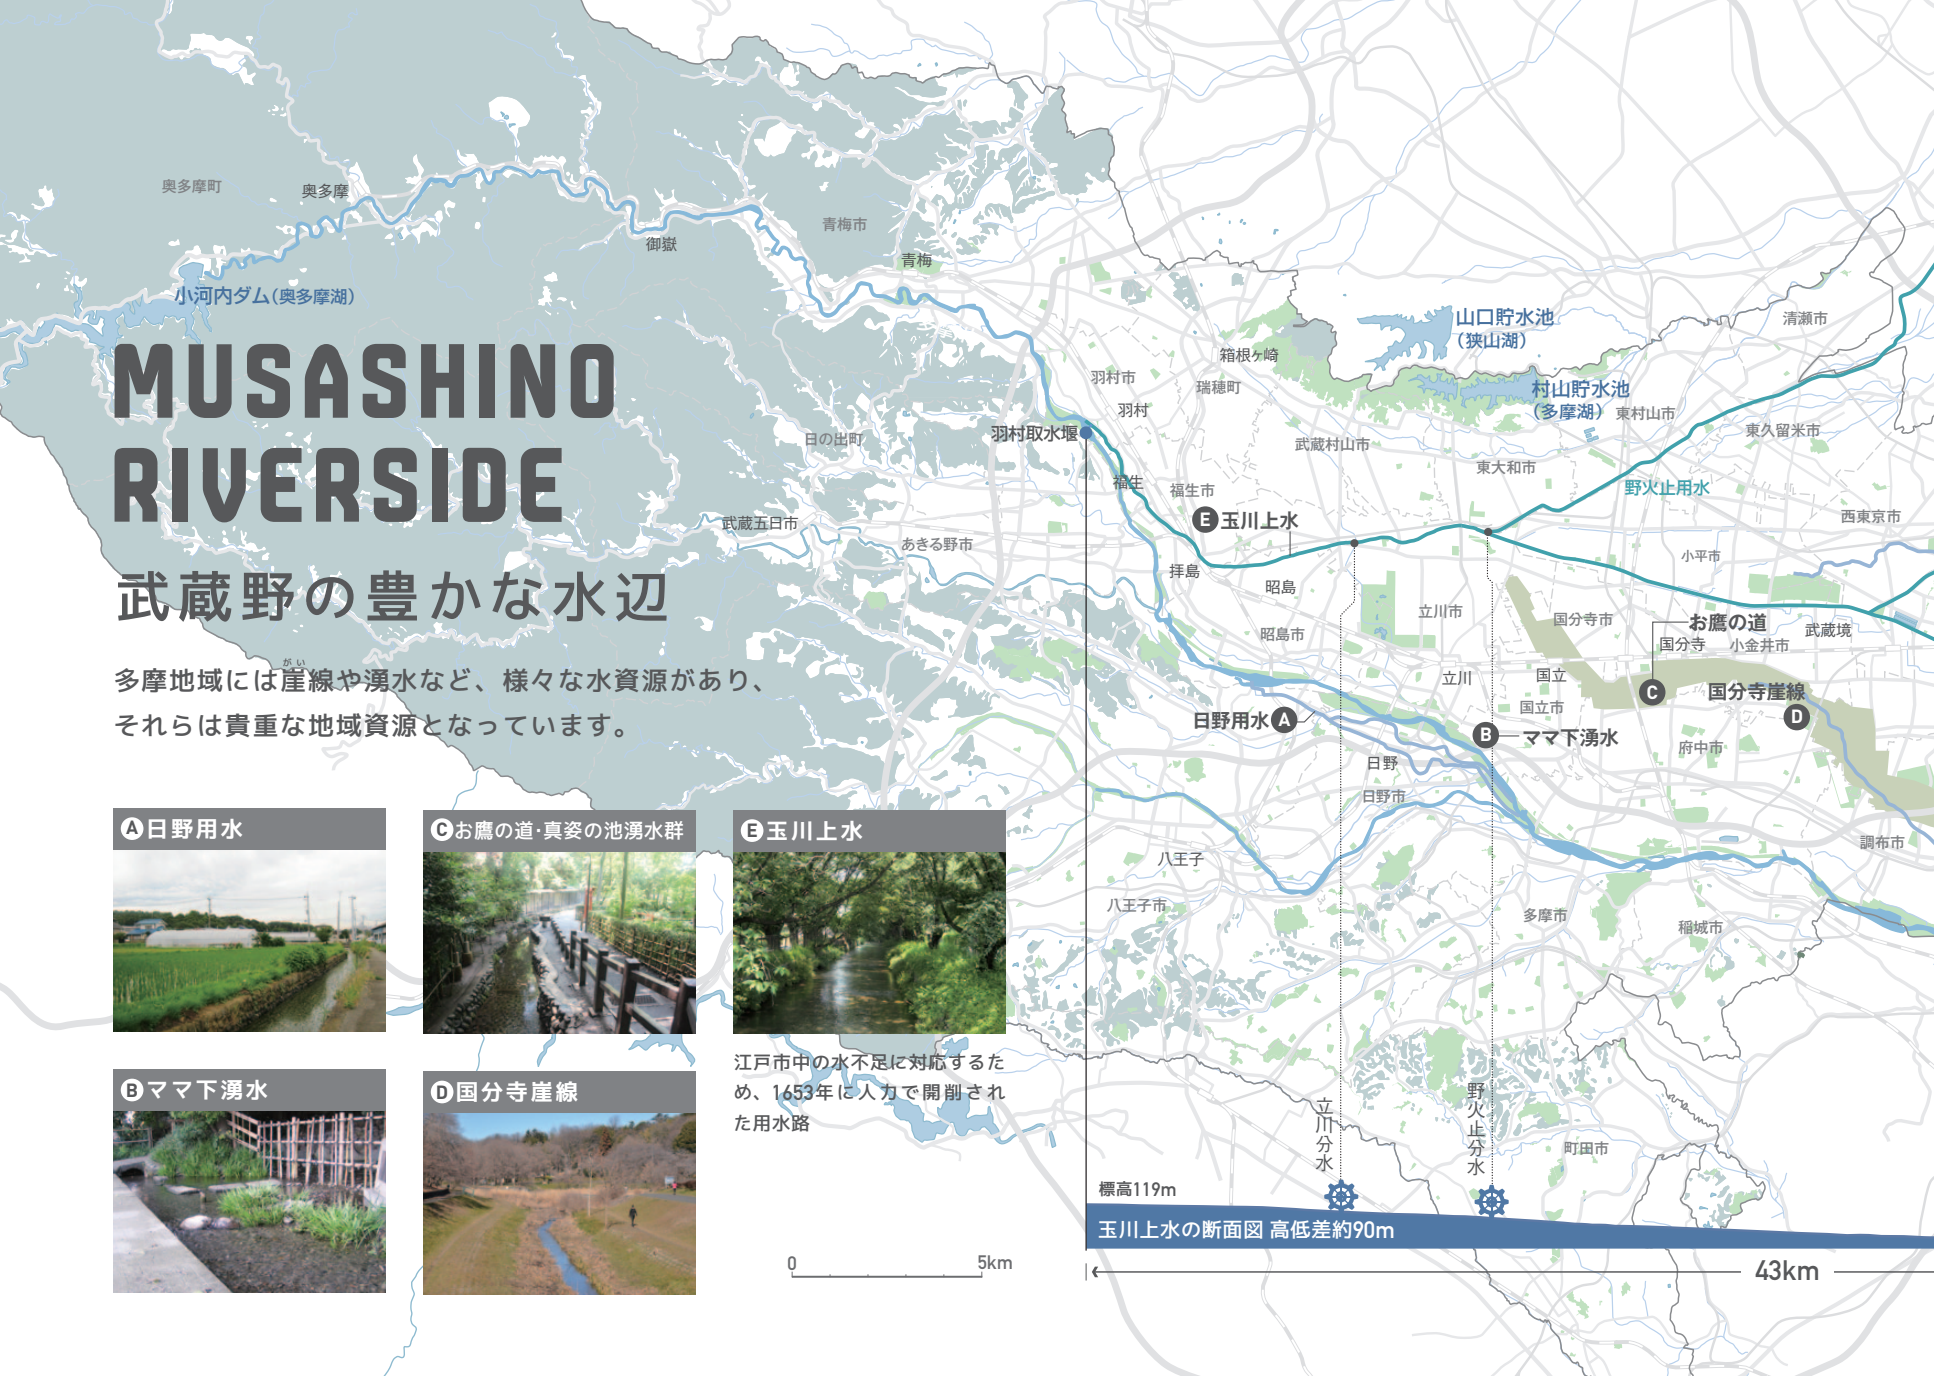 MUSASHINO
RIVERSIDE
武蔵野の豊かな水辺
がい
多摩地域には崖線や湧水など、様々な水資源があり、
それらは貴重な地域資源となっています。
奥多摩町
奥多摩
小河内ダム(奥多摩湖)
御嶽
青梅市
青梅
日の出町
武蔵五日市
あきる野市
羽村取水堰
羽村市
羽村
瑞穂町
箱根ヶ崎
山口貯水池
(狭山湖)
村山貯水池
(多摩湖)
東村山市
清瀬市
東久留米市
武蔵村山市
東大和市
野火止用水
福生
福生市
E玉川上水
西東京市
小平市
拝島
昭島
昭島市
立川市
国分寺市
お鷹の道
国分寺
小金井市
武蔵境
立川
国立
国立市
C
国分寺崖線
D
日野用水A
B
ママ下湧水
府中市
日野
日野市
調布市
八王子
八王子市
多摩市
稲城市
町田市
立川分水
野火止分水
A日野用水
B ママ下湧水
Cお鷹の道・真姿の池湧水群
D国分寺崖線
E玉川上水
江戸市中の水不足に対応するた
め、1653年に人力で開削され
た用水路
0
5km
標高119m
玉川上水の断面図 高低差約90m
43km